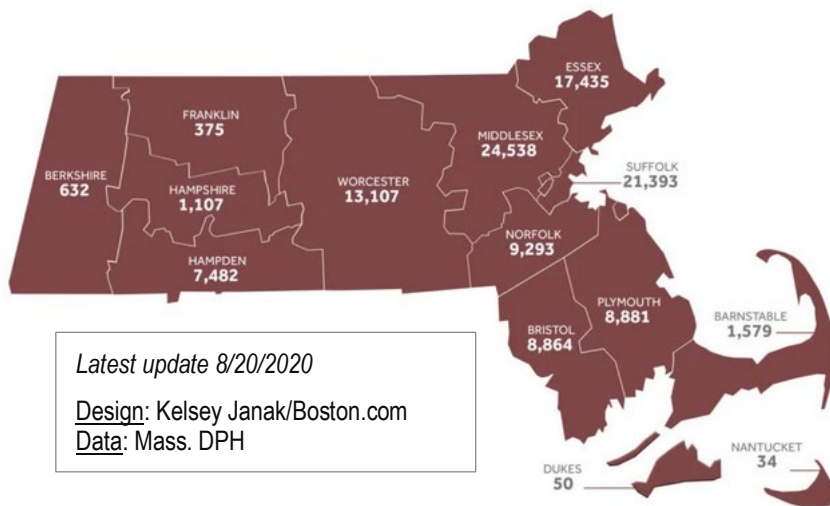 ESSEX
17,435
FRANKLIN
375
MIDDLESEX
24,538
SUFFOLK
21,393
BERKSHIRE
632
HAMPSHIRE
1,107
WORCESTER
13,107
NORFOLK
9,293
HAMPDEN
7,482
PLYMOUTH
8,881
BARNSTABLE
1,579
BRISTOL
8,864
Latest update 8/20/2020
Design: Kelsey Janak/Boston.com
Data: Mass. DPH
NANTUCKET
34
DUKES
50